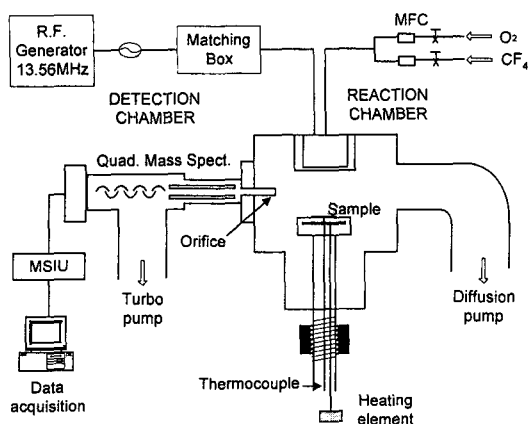 R.F.
Generator
13.56MHz
Matching
Box
MFC
O₂
CF₄
DETECTION
CHAMBER
REACTION
CHAMBER
Quad. Mass Spect.
Orifice
Sample
MSIU
Turbo
pump
Diffusion
pump
Data
acquisition
Thermocouple
Heating
element